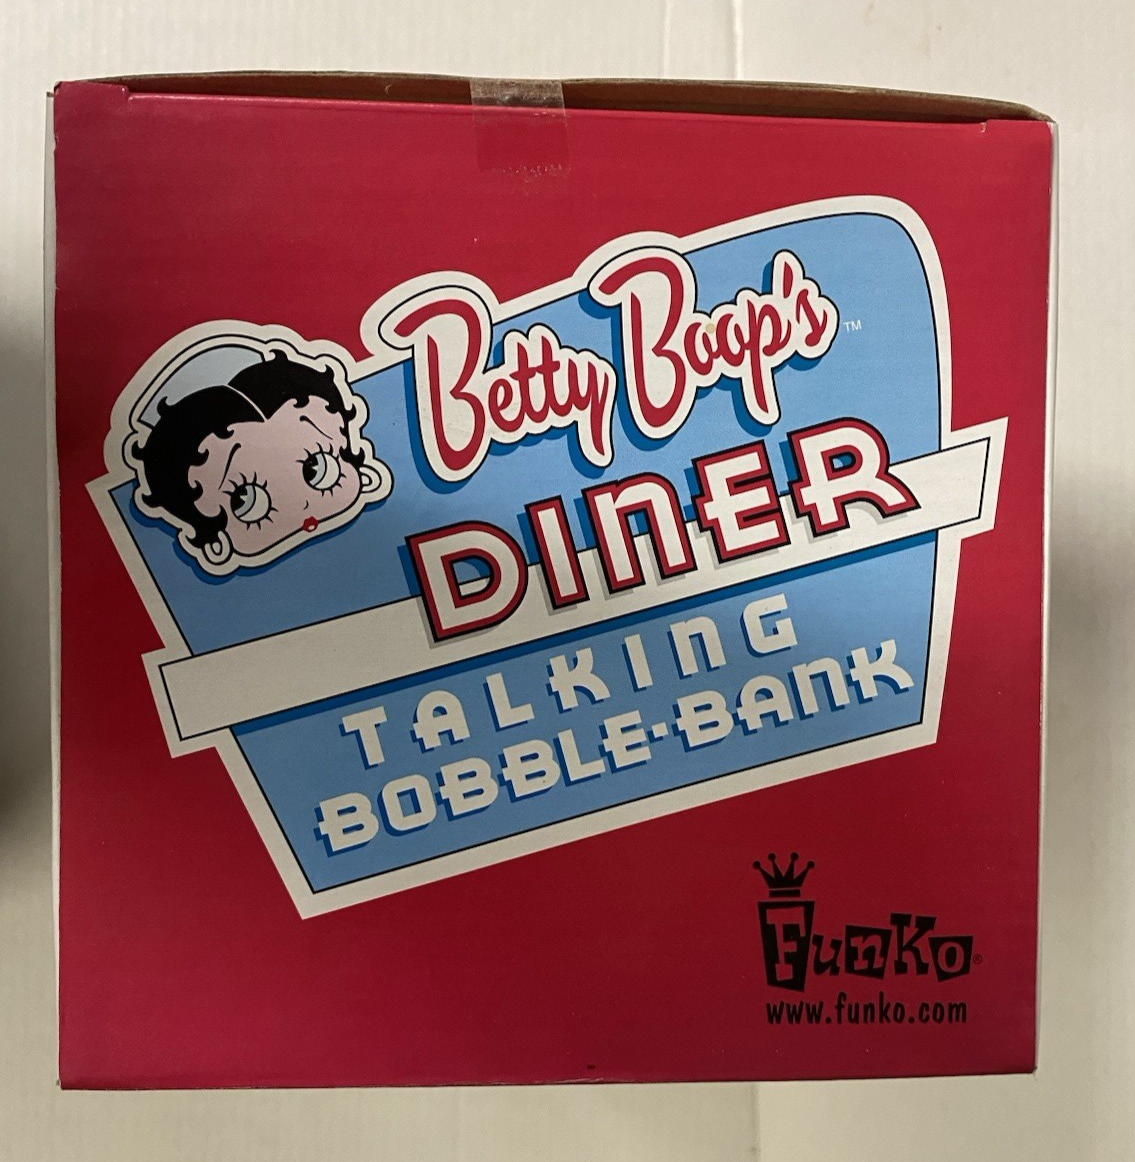 Betty Boop's™
DINER
TALKING
BOBBLE-BANK
Funko®
www.funko.com